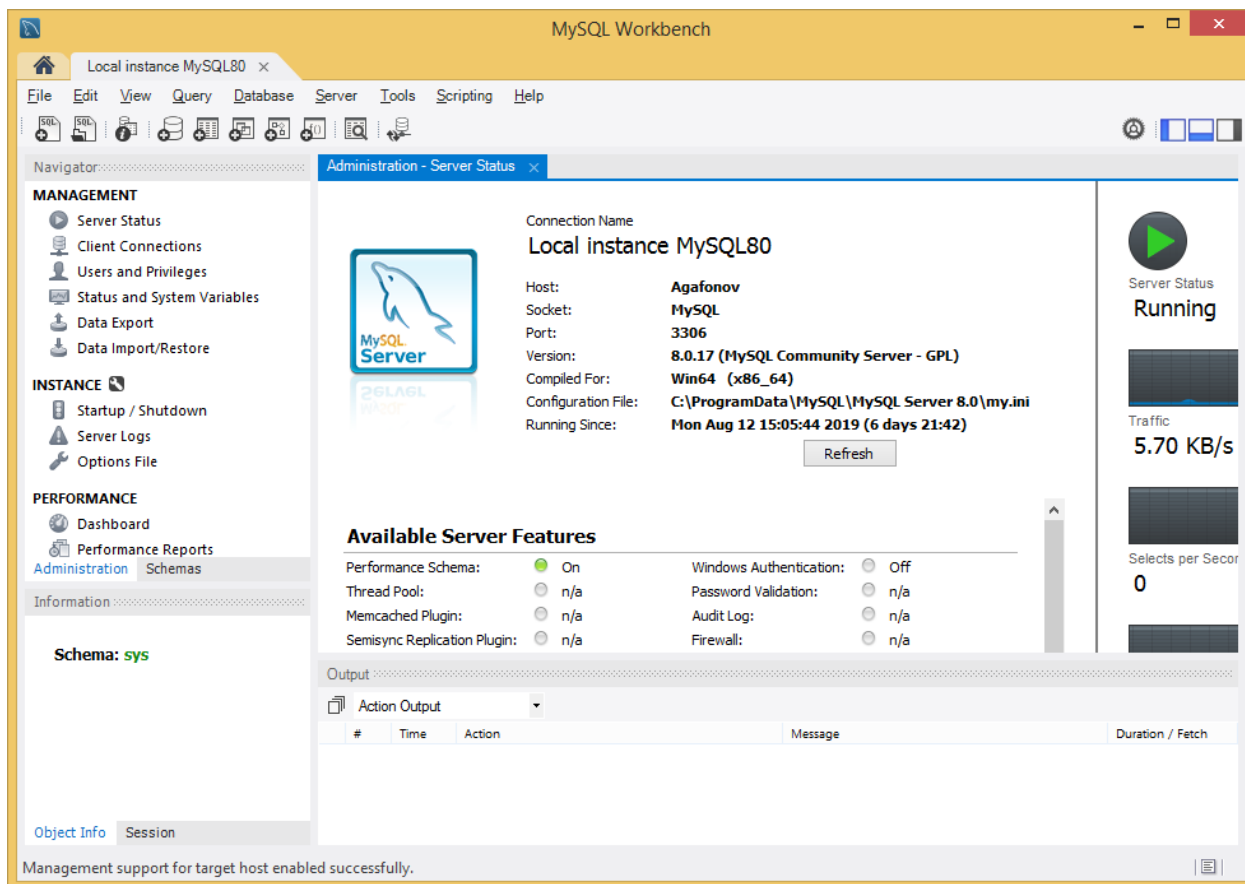 MySQL Workbench
Local instance MySQL80
File Edit View Query Database Server Tools Scripting Help
SQL SQL
Navigator
MANAGEMENT
Server Status
Client Connections
Users and Privileges
Status and System Variables
Data Export
Data Import/Restore
INSTANCE
Startup / Shutdown
Server Logs
Options File
PERFORMANCE
Dashboard
Performance Reports
Administration Schemas
Information
Schema: sys
Object Info Session
Administration - Server Status
MySQL
Server
Connection Name
Local instance MySQL80
Host: Agafonov
Socket: MySQL
Port: 3306
Version: 8.0.17 (MySQL Community Server - GPL)
Compiled For: Win64 (x86_64)
Configuration File: C:\ProgramData\MySQL\MySQL Server 8.0\my.ini
Running Since: Mon Aug 12 15:05:44 2019 (6 days 21:42)
Refresh
Available Server Features
Performance Schema: On Windows Authentication: Off
Thread Pool: n/a Password Validation: n/a
Memcached Plugin: n/a Audit Log: n/a
Semisync Replication Plugin: n/a Firewall: n/a
Server Status
Running
Traffic
5.70 KB/s
Selects per Secor
0
Output
Action Output
# Time Action Message Duration / Fetch
Management support for target host enabled successfully.